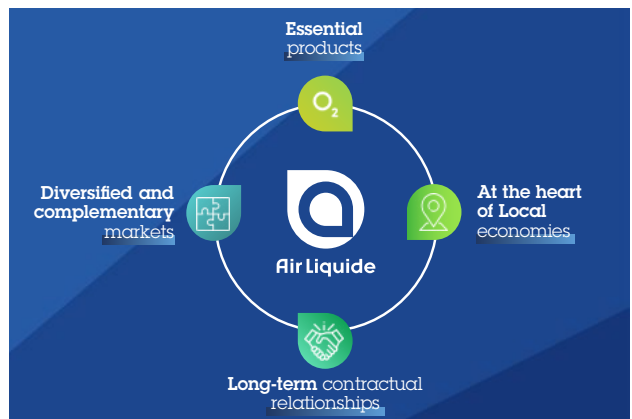 Essential
products
O₂
Diversified and
complementary
markets
At the heart
of Local
economies
Air Liquide
Long-term contractual
relationships